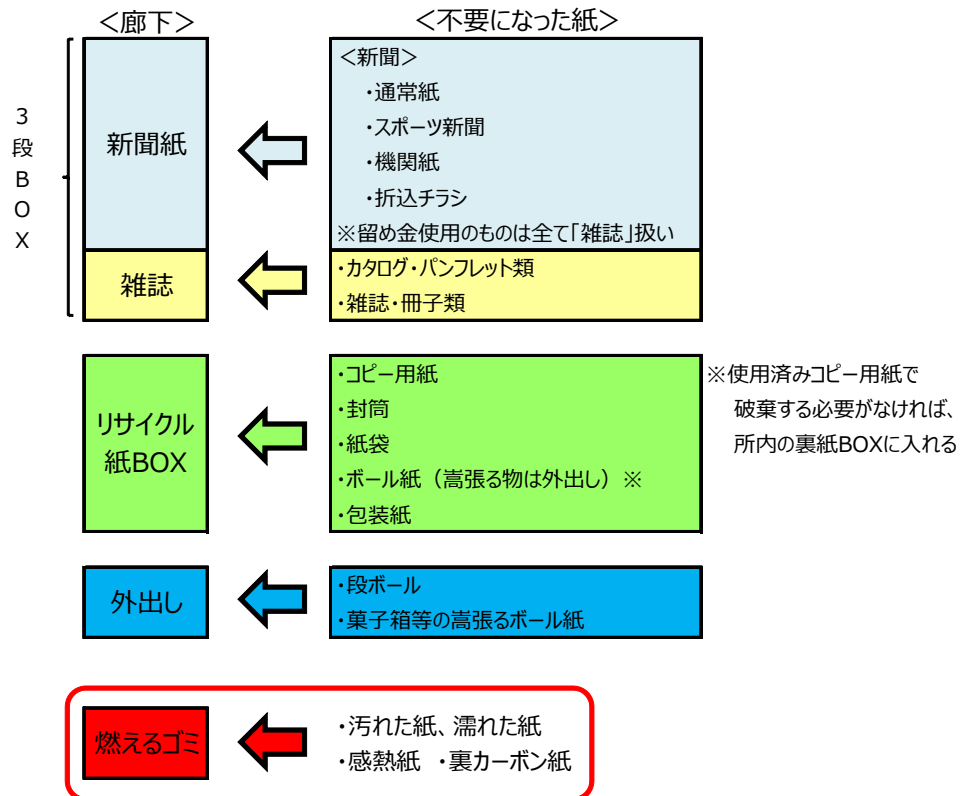 ＜廊下＞
＜不要になった紙＞
3段BOX
新聞紙
＜新聞＞
・通常紙
・スポーツ新聞
・機関紙
・折込チラシ
※留め金使用のものは全て「雑誌」扱い
雑誌
・カタログ・パンフレット類
・雑誌・冊子類
リサイクル
紙BOX
・コピー用紙
・封筒
・紙袋
・ボール紙（嵩張る物は外出し）※
・包装紙
※使用済みコピー用紙で
破棄する必要がなければ、
所内の裏紙BOXに入れる
外出し
・段ボール
・菓子箱等の嵩張るボール紙
燃えるゴミ
・汚れた紙、濡れた紙
・感熱紙 ・裏カーボン紙